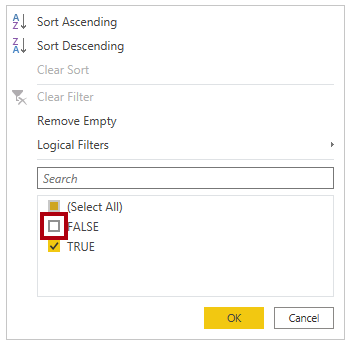 Sort Ascending
Sort Descending
Clear Sort
Clear Filter
Remove Empty
Logical Filters
Search
(Select All)
FALSE
TRUE
OK
Cancel